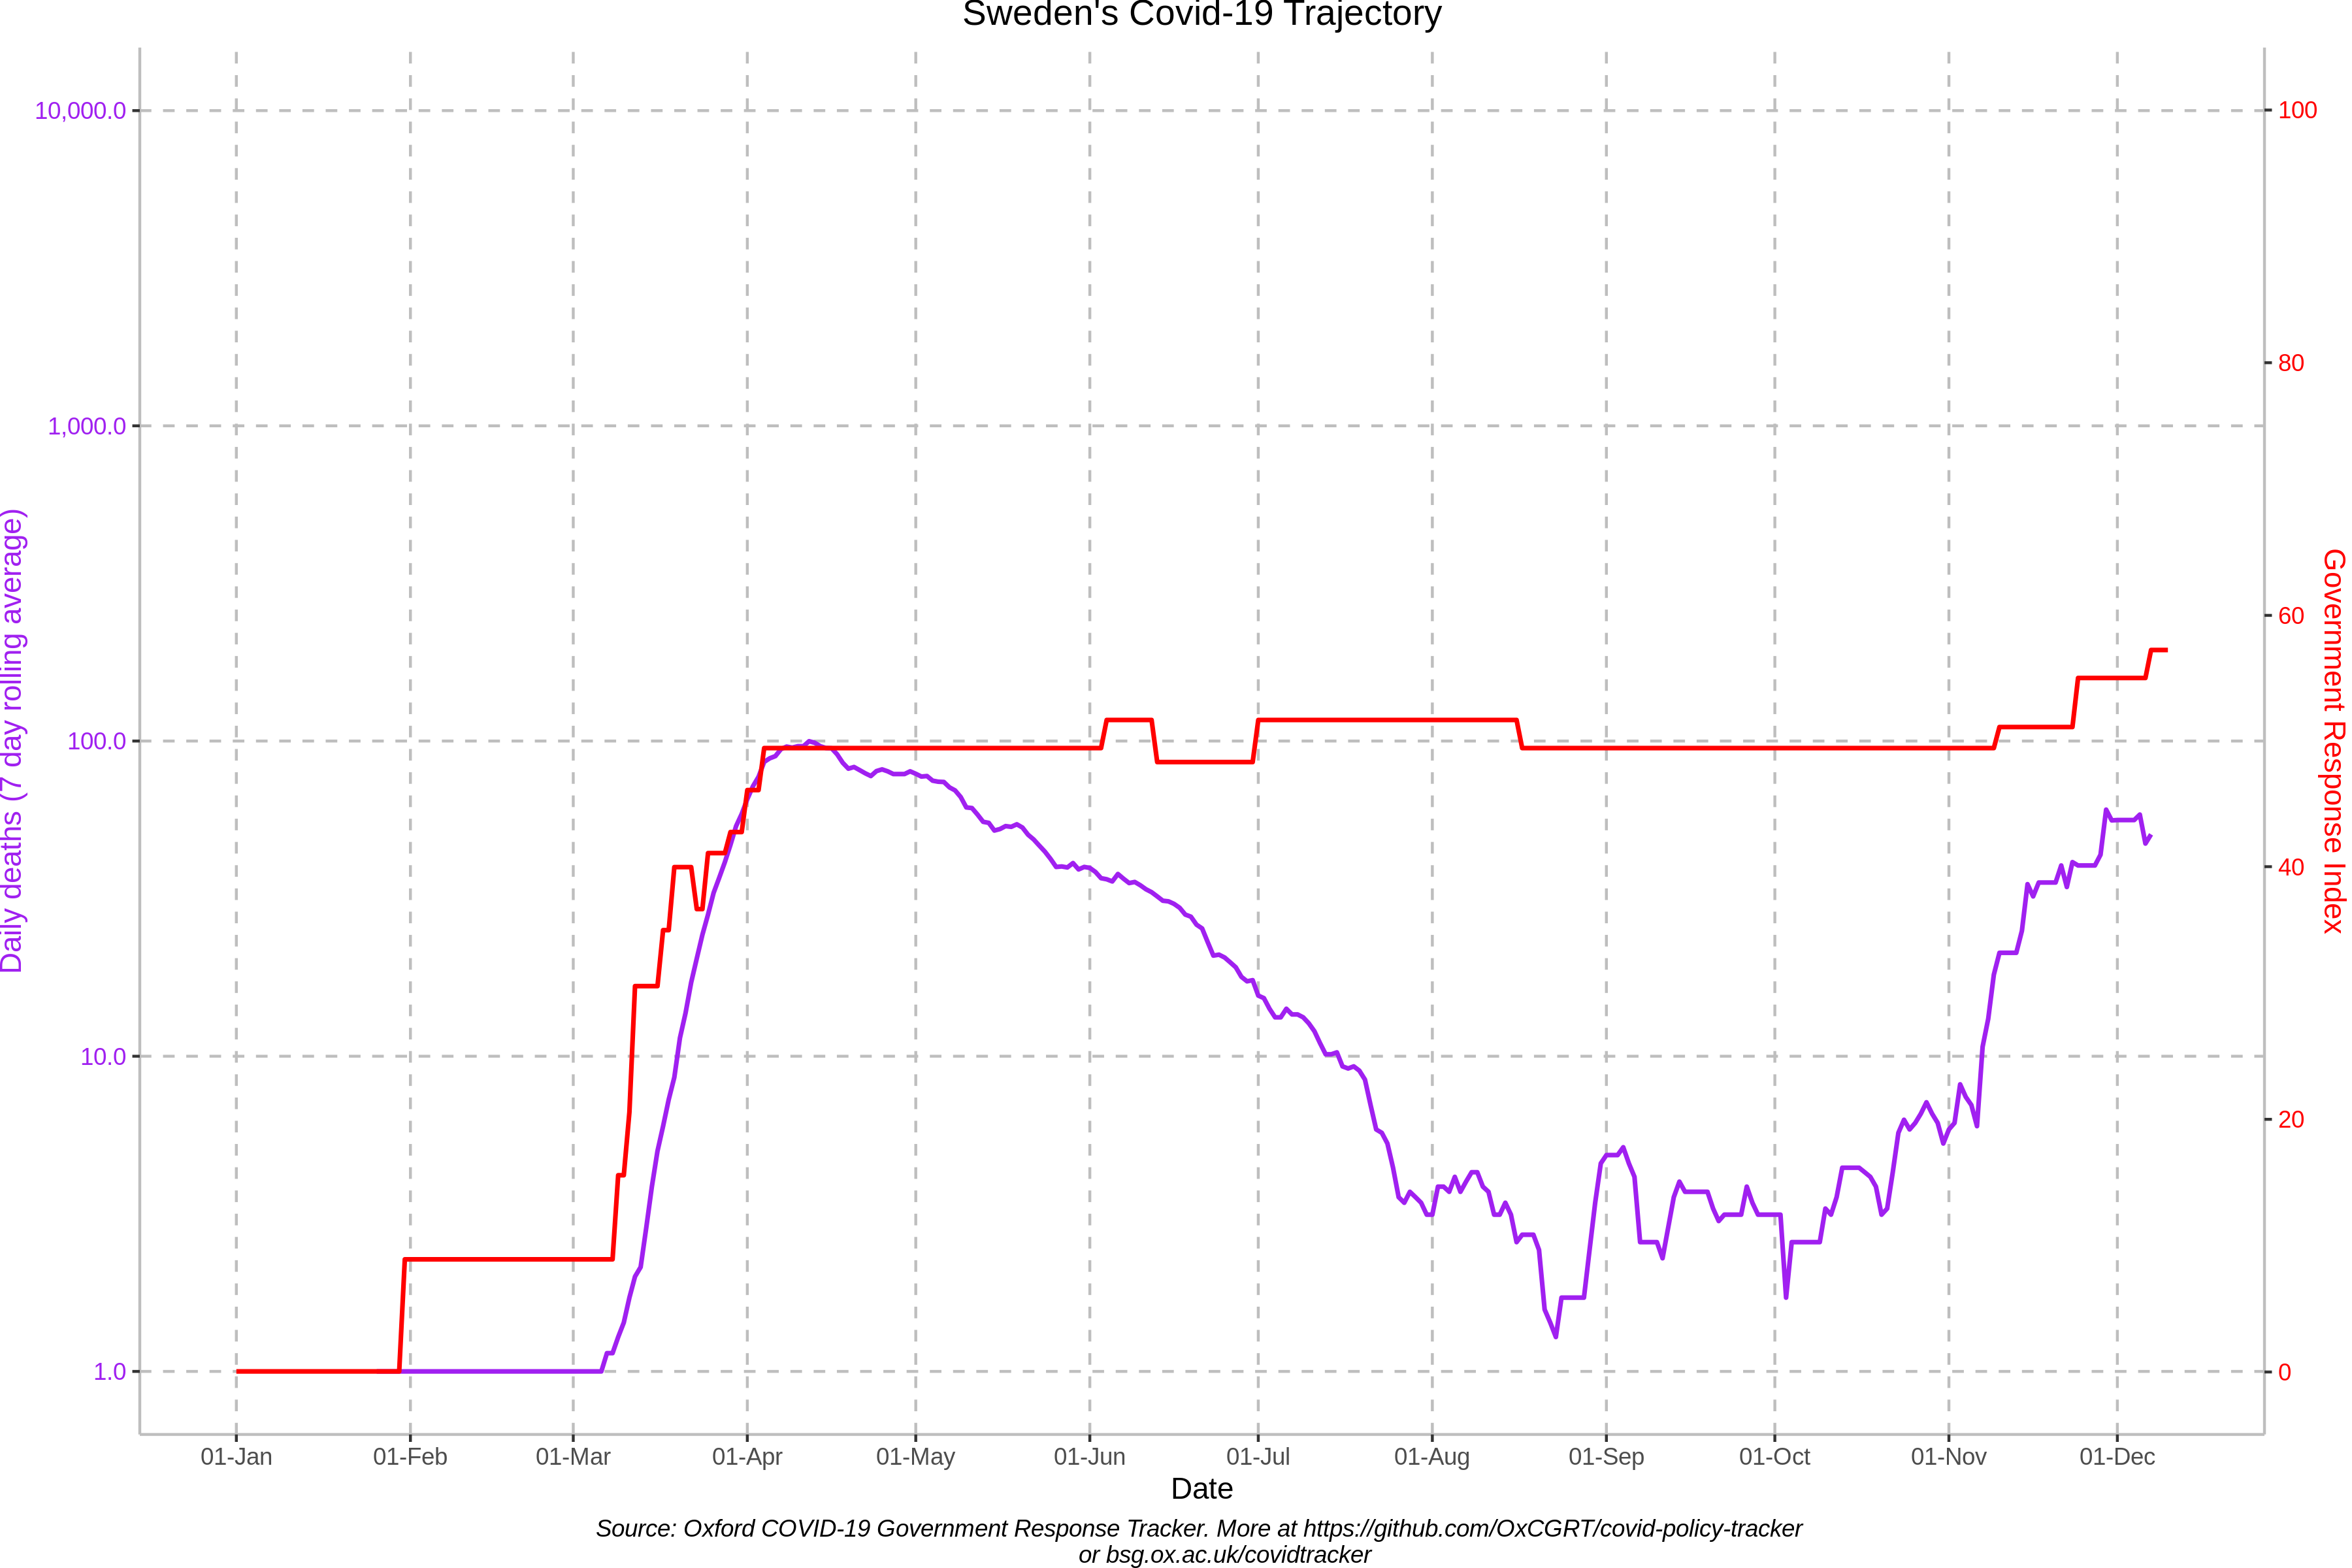 Sweden's Covid-19 Trajectory
10,000.0
1,000.0
100.0
10.0
1.0
Daily deaths (7 day rolling average)
100
80
60
40
20
0
Government Response Index
01-Jan 01-Feb 01-Mar 01-Apr 01-May 01-Jun 01-Jul 01-Aug 01-Sep 01-Oct 01-Nov 01-Dec
Date
Source: Oxford COVID-19 Government Response Tracker. More at https://github.com/OxCGRT/covid-policy-tracker
or bsg.ox.ac.uk/covidtracker